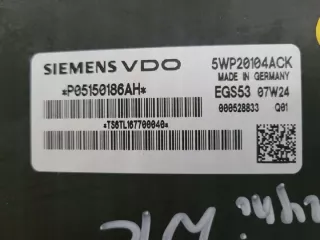 SIEMENS VDO
5WP20104ACK
MADE IN GERMANY
*P05150186AH*
EGS53 07W24
000528833 Q01
*TS6TL167700040*